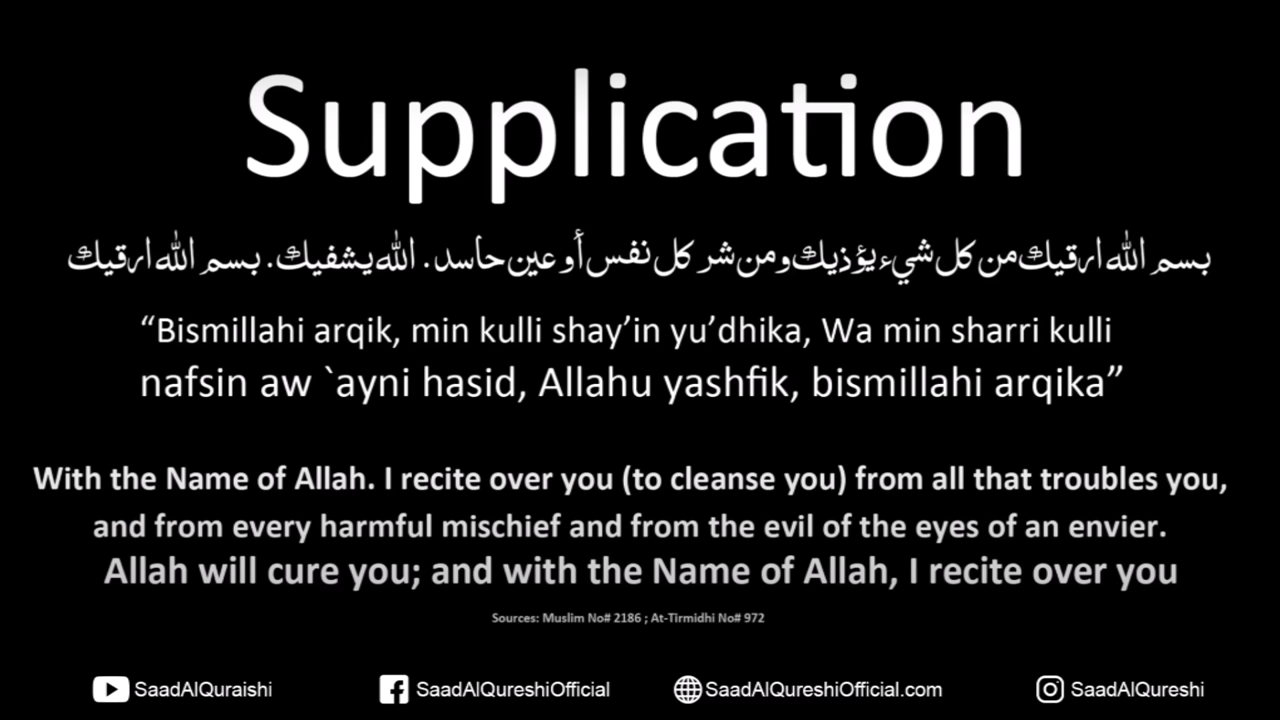 Supplication
بسم الله ارقيك من كل شيء يؤذيك ومن شر كل نفس أو عين حاسد. الله يشفيك. بسم الله ارقيك
“Bismillahi arqik, min kulli shay’in yu’dhika, Wa min sharri kulli
nafsin aw `ayni hasid, Allahu yashfik, bismillahi arqika”
With the Name of Allah. I recite over you (to cleanse you) from all that troubles you,
and from every harmful mischief and from the evil of the eyes of an envier.
Allah will cure you; and with the Name of Allah, I recite over you
Sources: Muslim No# 2186 ; At-Tirmidhi No# 972
SaadAlQuraishi SaadAlQureshiOfficial SaadAlQureshiOfficial.com SaadAlQureshi